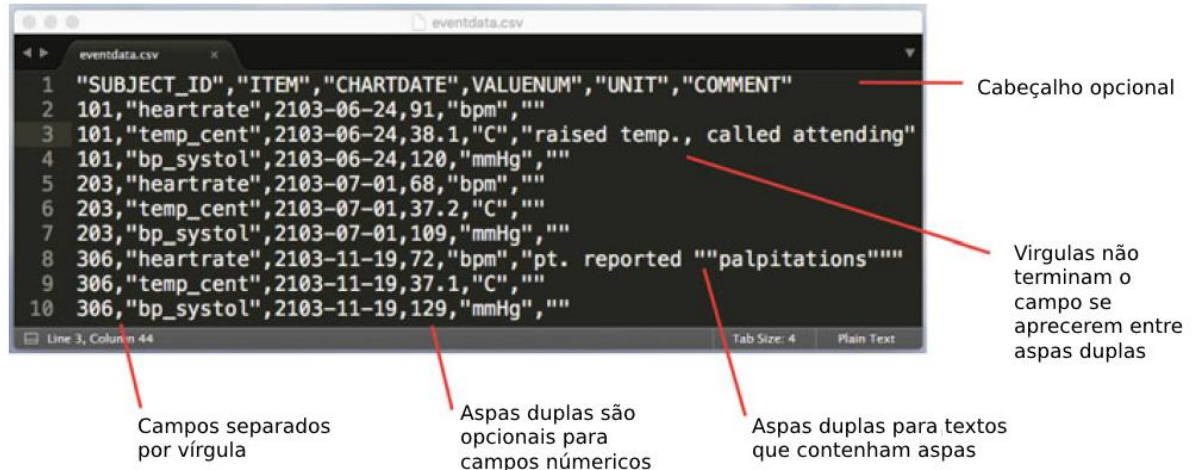 eventdata.csv
eventdata.csv ×
1 "SUBJECT_ID","ITEM","CHARTDATE",VALUENUM","UNIT","COMMENT"
2 101,"heartrate",2103-06-24,91,"bpm",""
3 101,"temp_cent",2103-06-24,38.1,"C","raised temp., called attending"
4 101,"bp_systol",2103-06-24,120,"mmHg",""
5 203,"heartrate",2103-07-01,68,"bpm",""
6 203,"temp_cent",2103-07-01,37.2,"C",""
7 203,"bp_systol",2103-07-01,109,"mmHg",""
8 306,"heartrate",2103-11-19,72,"bpm","pt. reported ""palpitations"""
9 306,"temp_cent",2103-11-19,37.1,"C",""
10 306,"bp_systol",2103-11-19,129,"mmHg",""
Line 3, Column 44 Tab Size: 4 Plain Text
Cabeçalho opcional
Virgulas não
terminam o
campo se
aprecerem entre
aspas duplas
Campos separados
por vírgula
Aspas duplas são
opcionais para
campos númericos
Aspas duplas para textos
que contenham aspas